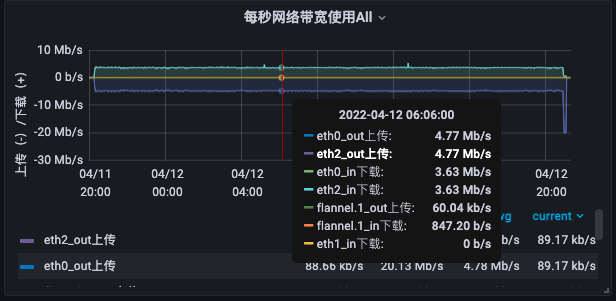 每秒网络带宽使用All
10 Mb/s
0 b/s
-10 Mb/s
-20 Mb/s
-30 Mb/s
上传（-）/下载（+）
04/11
20:00
04/12
00:00
04/12
04:00
04/12
20:00
2022-04-12 06:06:00
eth0_out上传: 4.77 Mb/s
eth2_out上传: 4.77 Mb/s
eth0_in下载: 3.63 Mb/s
eth2_in下载: 3.63 Mb/s
flannel.1_out上传: 60.04 kb/s
flannel.1_in下载: 847.20 b/s
eth1_in下载: 0 b/s
current
eth2_out上传 89.17 kb/s
eth0_out上传 88.66 kb/s 20.13 Mb/s 4.78 Mb/s 89.17 kb/s